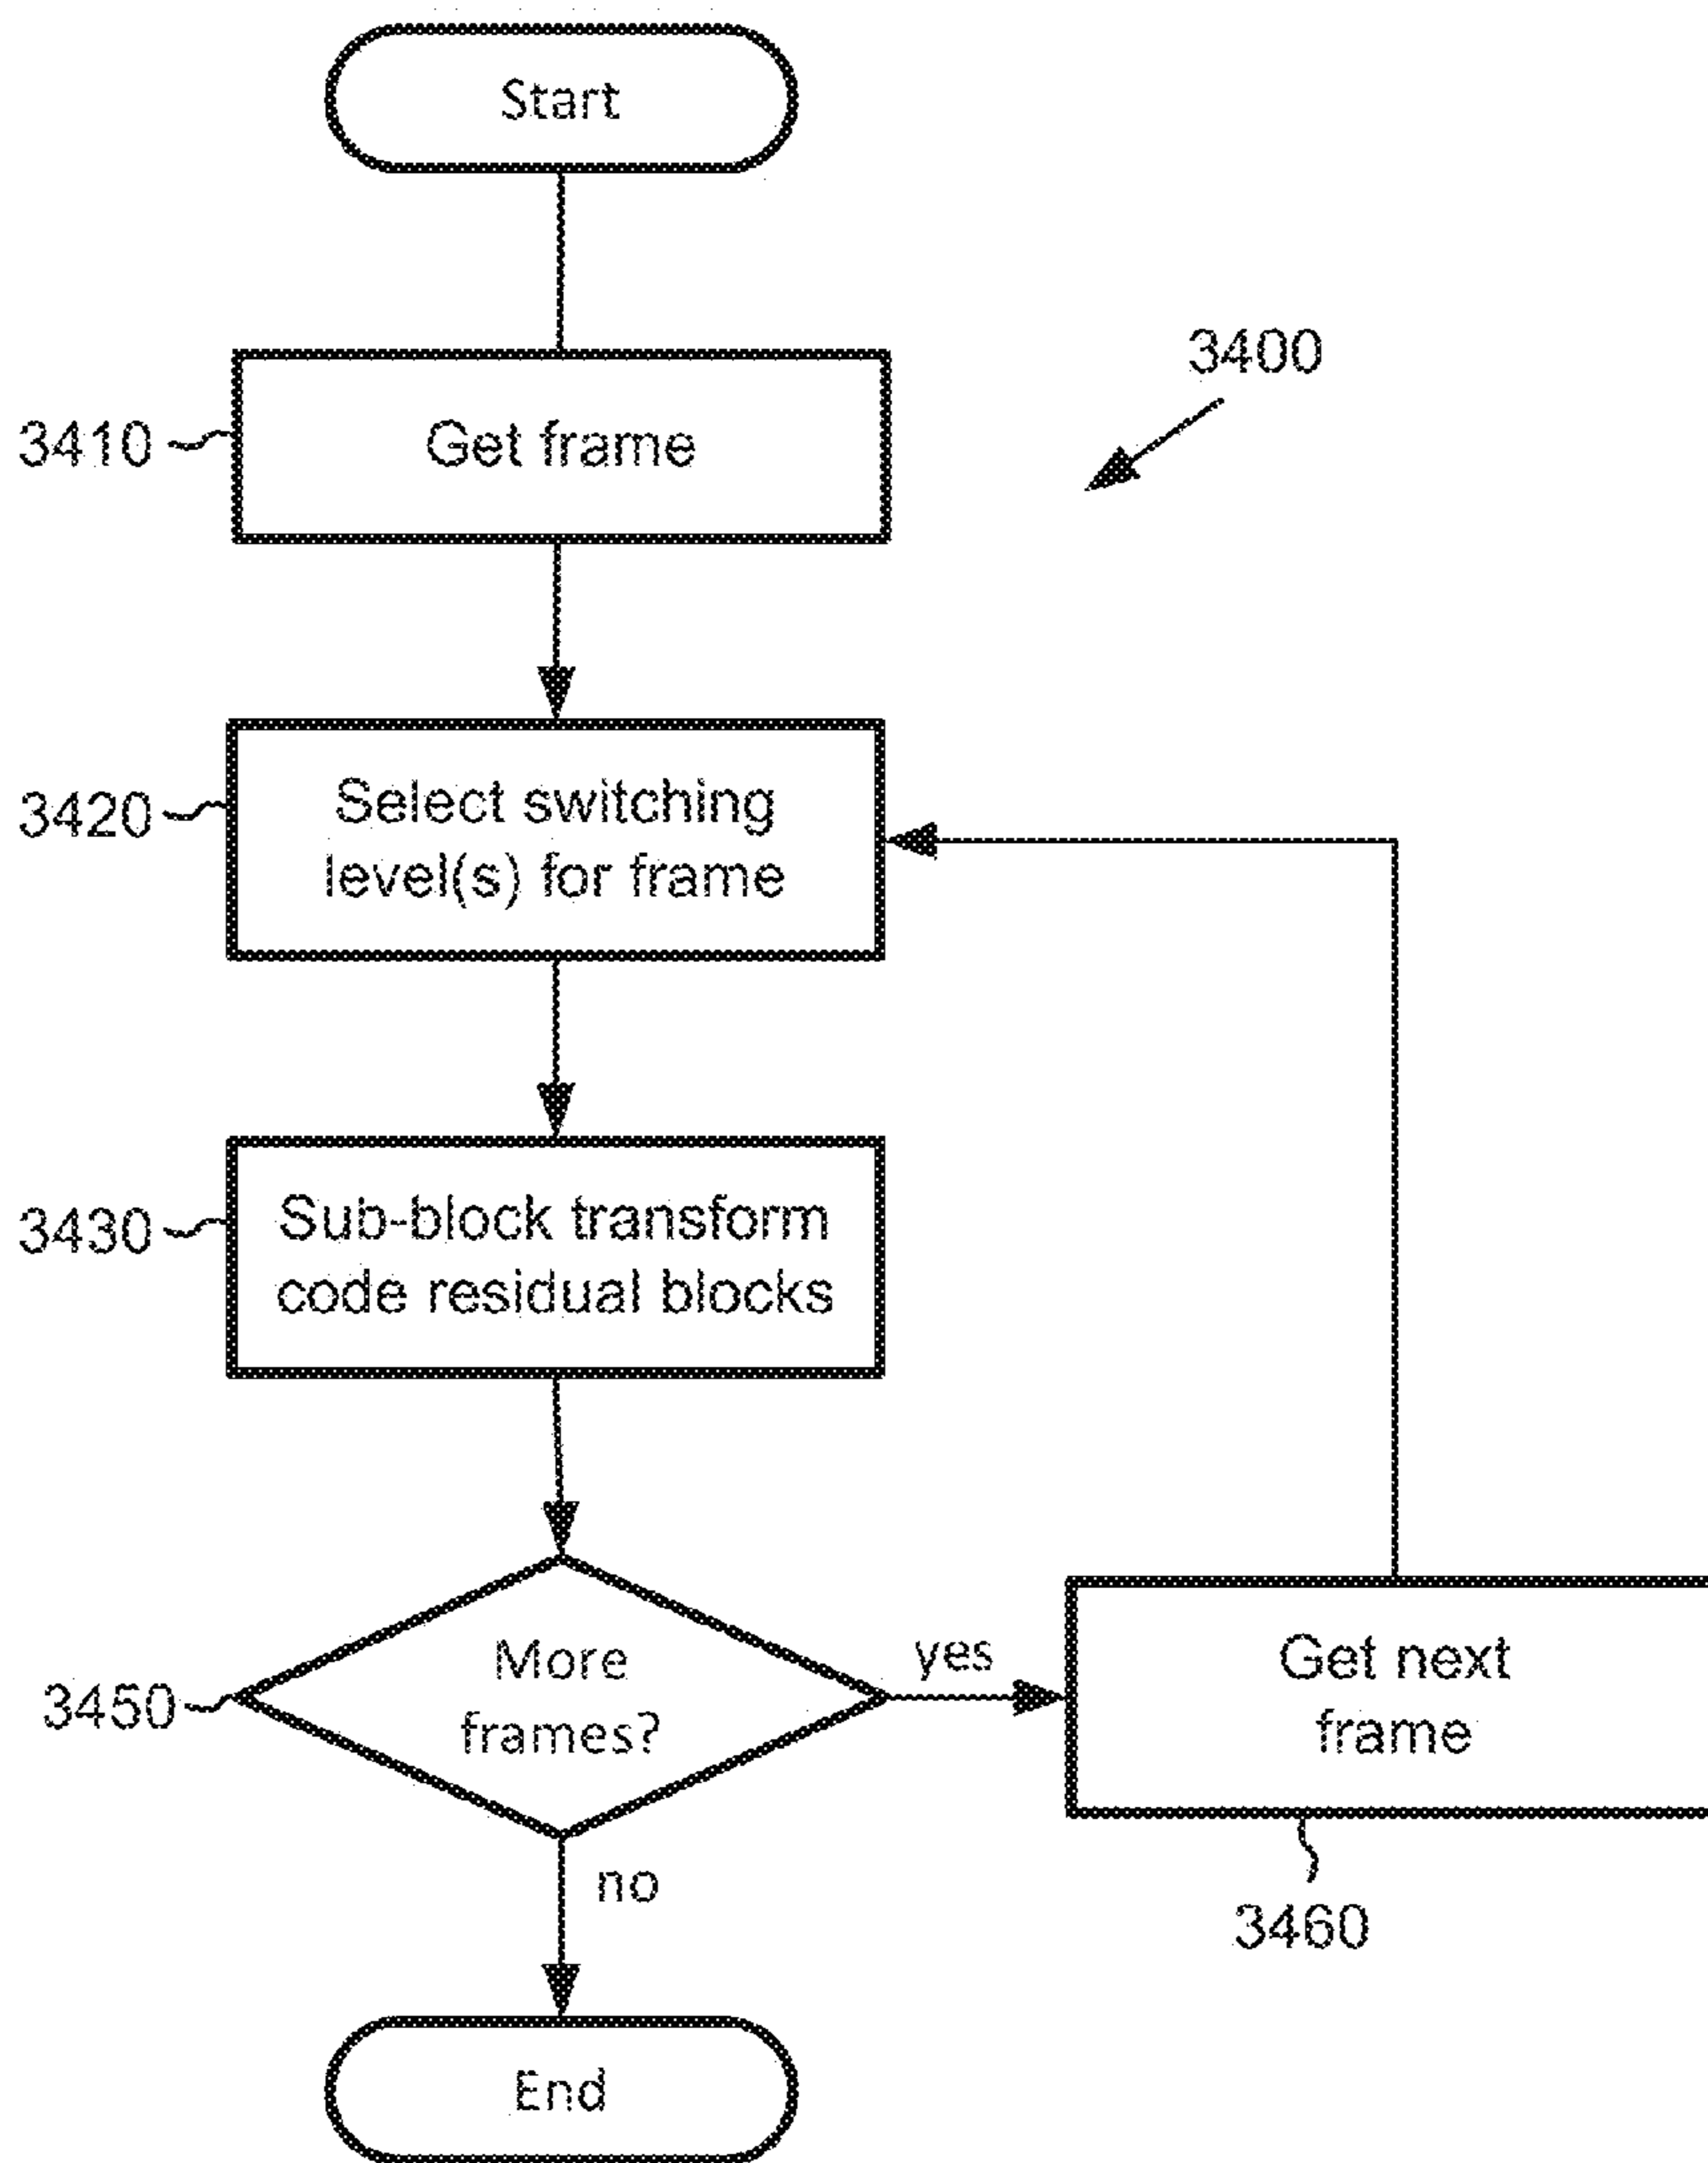 Start
3400
3410
Get frame
3420
Select switching
level(s) for frame
3430
Sub-block transform
code residual blocks
3450
More
frames?
yes
Get next
frame
no
3460
End